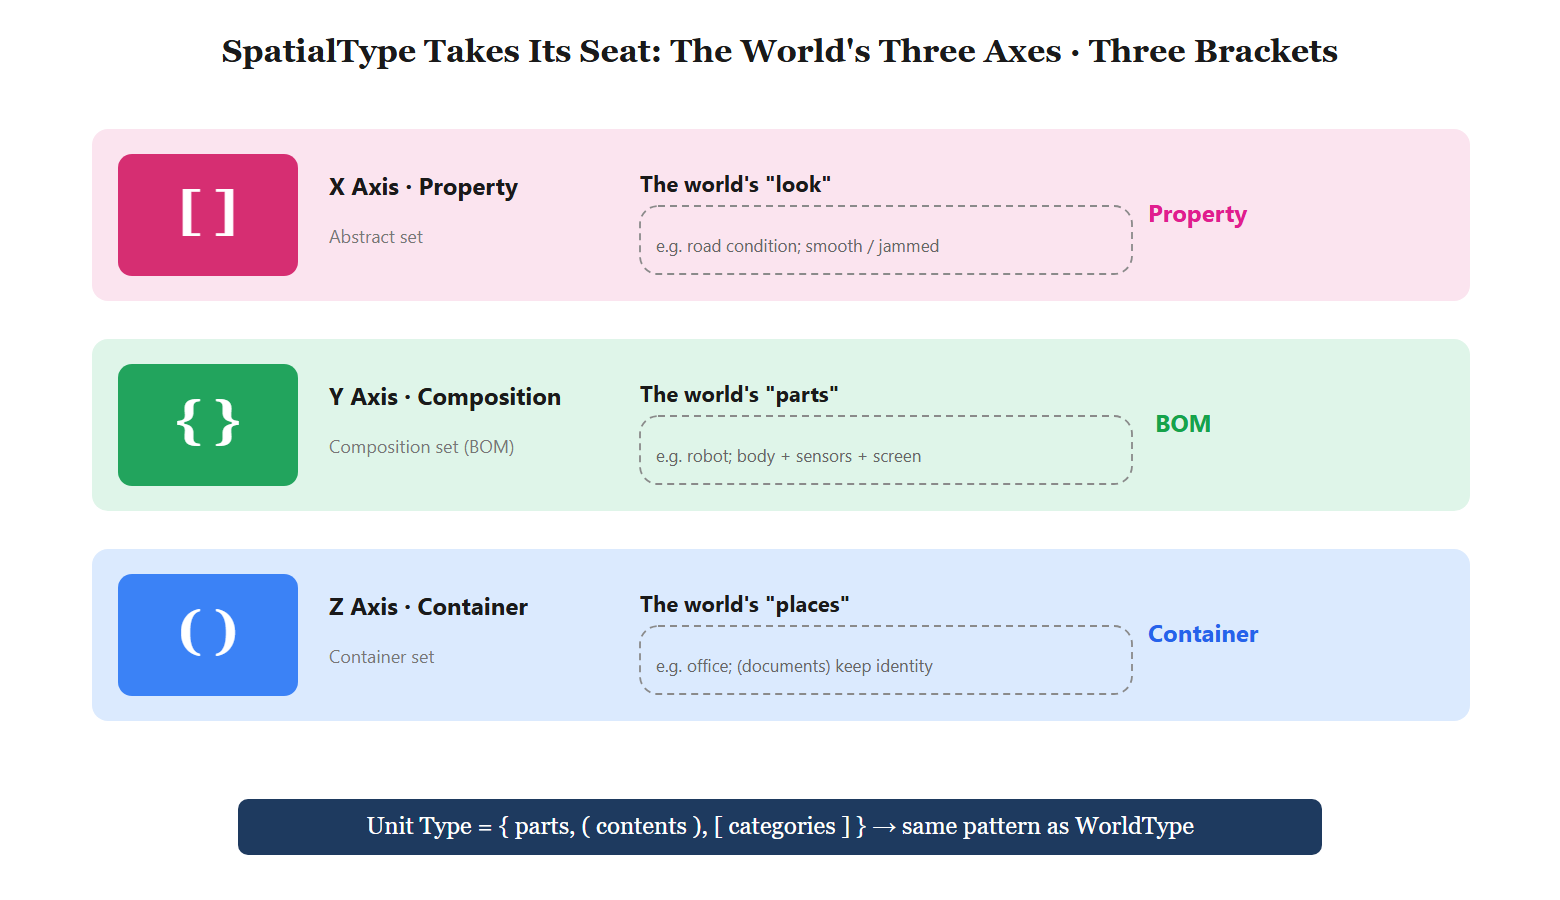 SpatialType Takes Its Seat: The World's Three Axes · Three Brackets
[ ]
X Axis · Property
Abstract set
The world's "look"
e.g. road condition; smooth / jammed
Property
{ }
Y Axis · Composition
Composition set (BOM)
The world's "parts"
e.g. robot; body + sensors + screen
BOM
( )
Z Axis · Container
Container set
The world's "places"
e.g. office; (documents) keep identity
Container
Unit Type = { parts, ( contents ), [ categories ] } → same pattern as WorldType